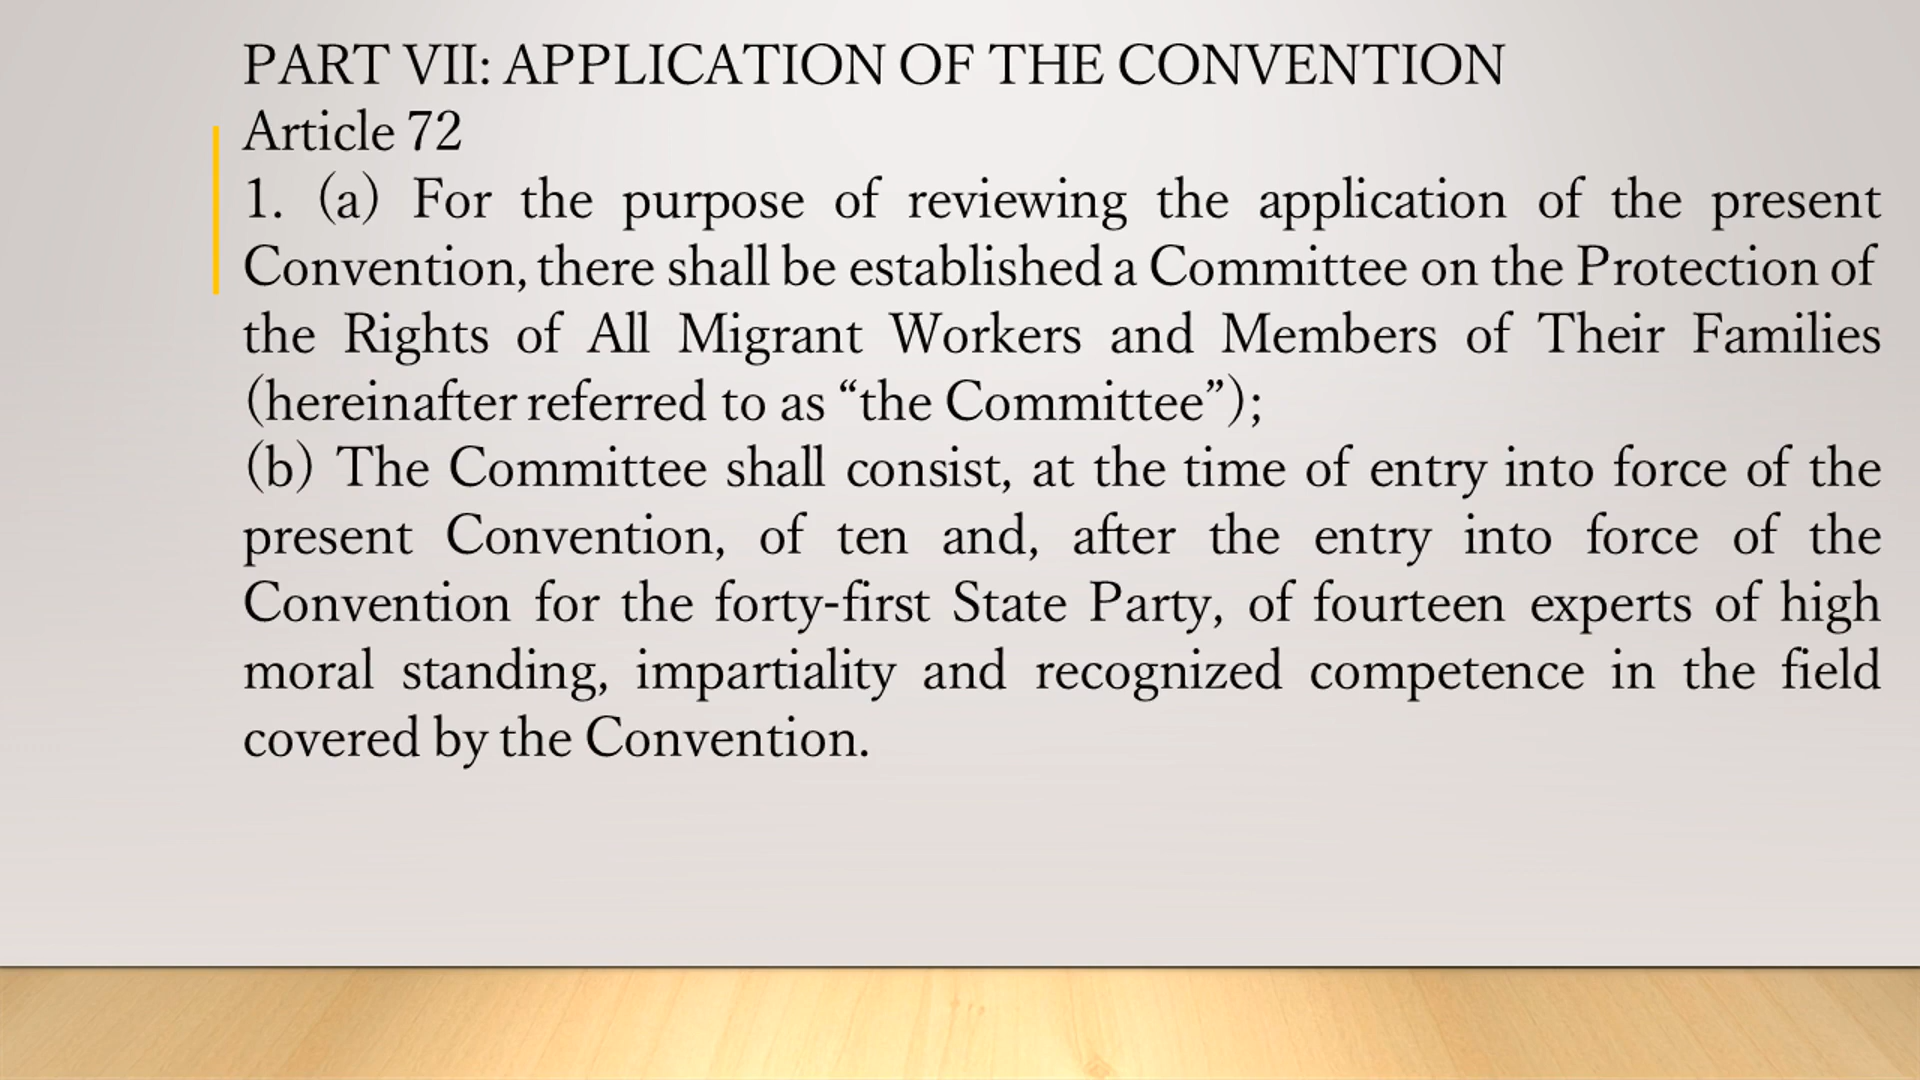 PART VII: APPLICATION OF THE CONVENTION
Article 72
1. (a) For the purpose of reviewing the application of the present
Convention, there shall be established a Committee on the Protection of
the Rights of All Migrant Workers and Members of Their Families
(hereinafter referred to as “the Committee”);
(b) The Committee shall consist, at the time of entry into force of the
present Convention, of ten and, after the entry into force of the
Convention for the forty-first State Party, of fourteen experts of high
moral standing, impartiality and recognized competence in the field
covered by the Convention.